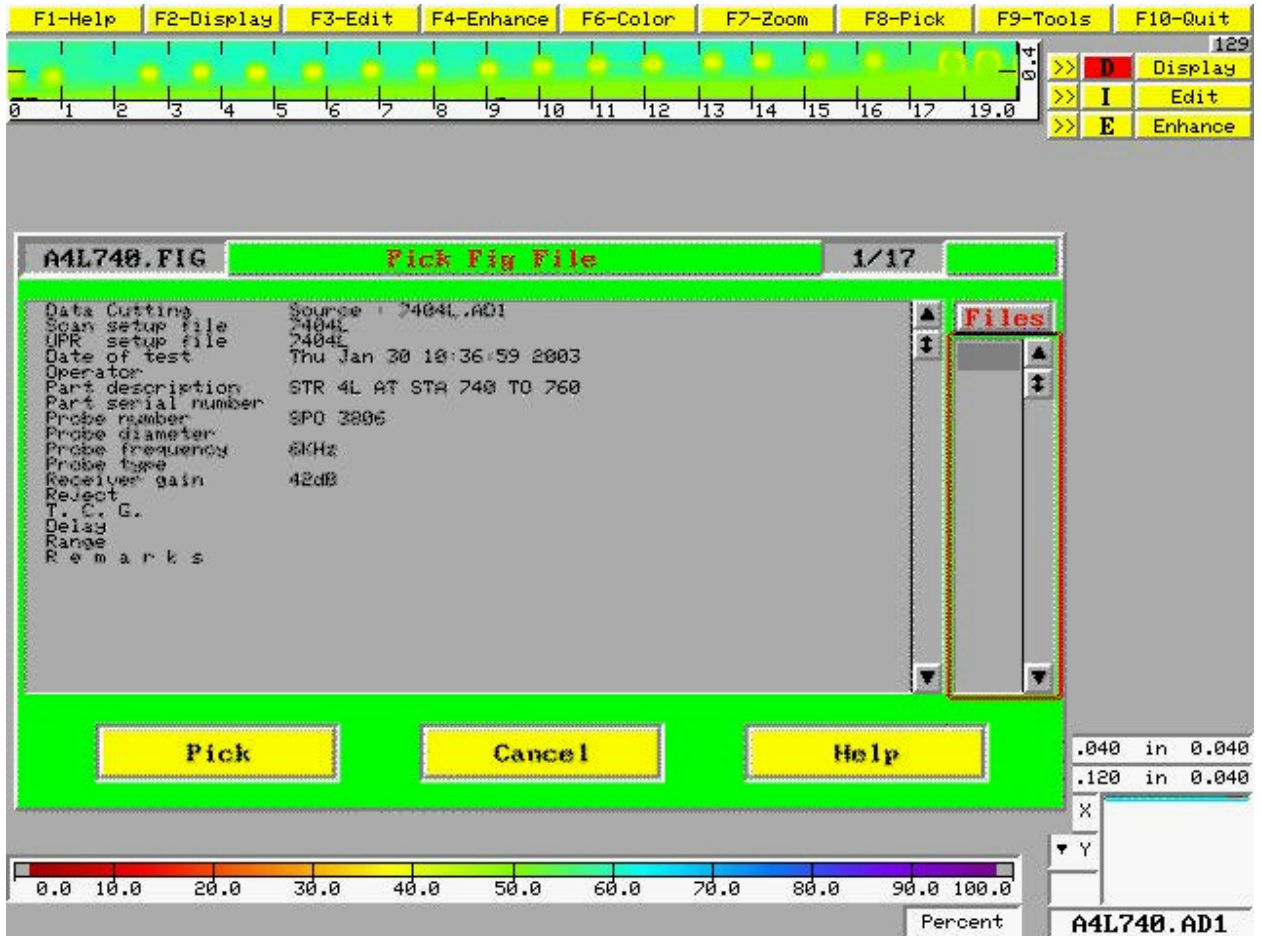 F1-Help F2-Display F3-Edit F4-Enhance F6-Color F7-Zoom F8-Pick F9-Tools F10-Quit
129
0.4
>> D Display
0 1 2 3 4 5 6 7 8 9 10 11 12 13 14 15 16 17 19.0
>> I Edit
>> E Enhance
A4L740.FIG Pick Fig File 1/17
Data Cutting Source : 7404L.AD1
Scan setup file 7404L
UPR setup file 7404L
Date of test Thu Jan 30 10:36:59 2003
Operator
Part description STR 4L AT STA 740 TO 760
Part serial number
Probe number SPO 3806
Probe diameter
Probe frequency 6KHz
Probe type
Receiver gain 42dB
Reject
T. C. G.
Delay
Range
R e m a r k s
Files
Pick Cancel Help
.040 in 0.040
.120 in 0.040
X
Y
0.0 10.0 20.0 30.0 40.0 50.0 60.0 70.0 80.0 90.0 100.0
Percent
A4L740.AD1